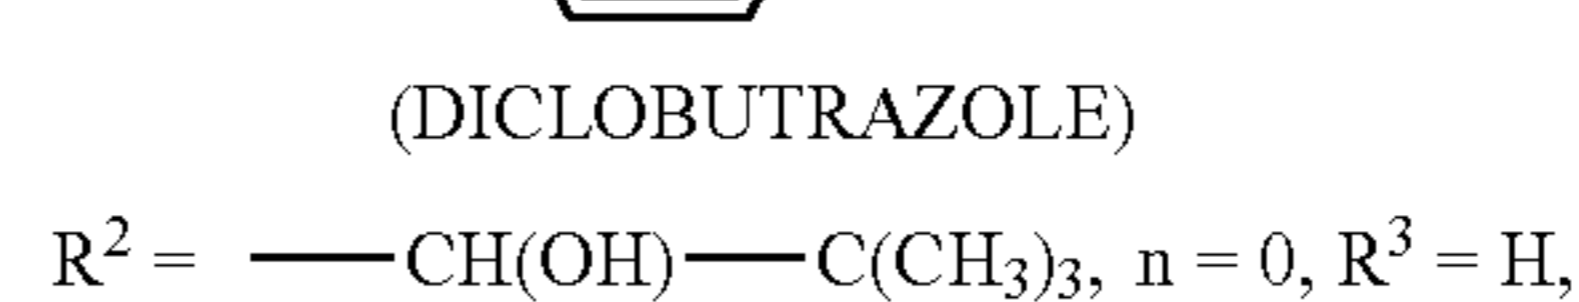 (DICLOBUTRAZOLE)
R² = —CH(OH)—C(CH₃)₃, n = 0, R³ = H,